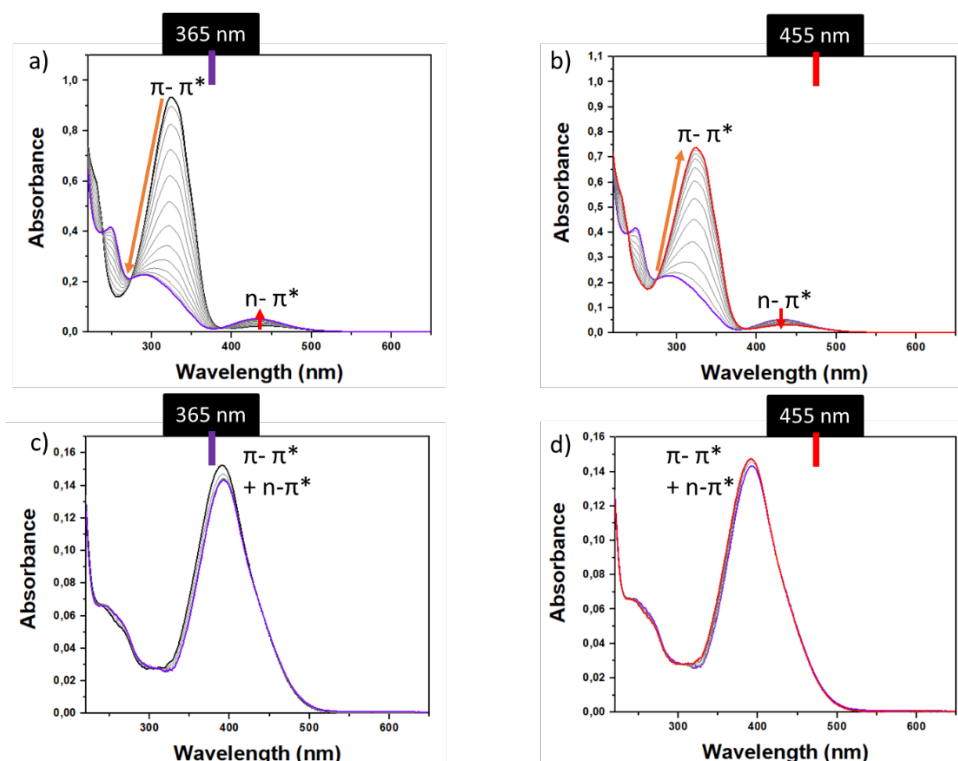 365 nm
a)
π- π*
n- π*
1,0
0,8
0,6
0,4
0,2
0,0
Absorbance
300 400 500 600
Wavelength (nm)
455 nm
b)
π- π*
n- π*
1,1
1,0
0,9
0,8
0,7
0,6
0,5
0,4
0,3
0,2
0,1
0,0
Absorbance
300 400 500 600
Wavelength (nm)
365 nm
c)
π- π*
+ n-π*
0,16
0,14
0,12
0,10
0,08
0,06
0,04
0,02
0,00
Absorbance
300 400 500 600
Wavelength (nm)
455 nm
d)
π- π*
+ n-π*
0,16
0,14
0,12
0,10
0,08
0,06
0,04
0,02
0,00
Absorbance
300 400 500 600
Wavelength (nm)